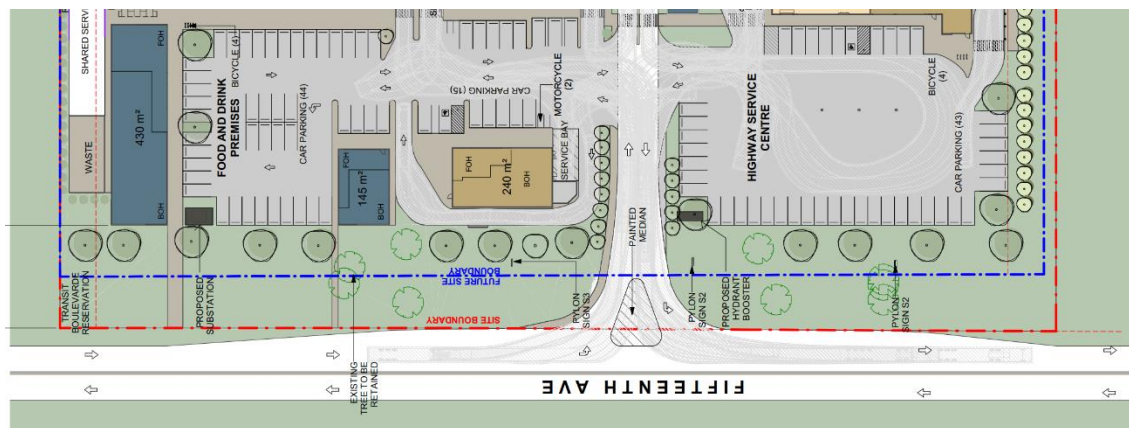 SHARED SERVI
WASTE
430 m²
FOH
BOH
BICYCLE (4)
FOOD AND DRINK
PREMISES
CAR PARKING (44)
145 m²
FOH
BOH
CAR PARKING (15)
MOTORCYCLE
(2)
SERVICE BAY
240 m²
FOH
BOH
HIGHWAY SERVICE
CENTRE
BICYCLE
(4)
CAR PARKING (43)
TRANSIT
BOULEVARDE
RESERVATION
PROPOSED
SUBSTATION
EXISTING
TREE TO BE
RETAINED
FUTURE SITE
BOUNDARY
SITE BOUNDARY
PYLON
SIGN S3
PAINTED
MEDIAN
PYLON
SIGN S2
PROPOSED
HYDRANT
BOOSTER
PYLON
SIGN S2
FIFTEENTH AVE